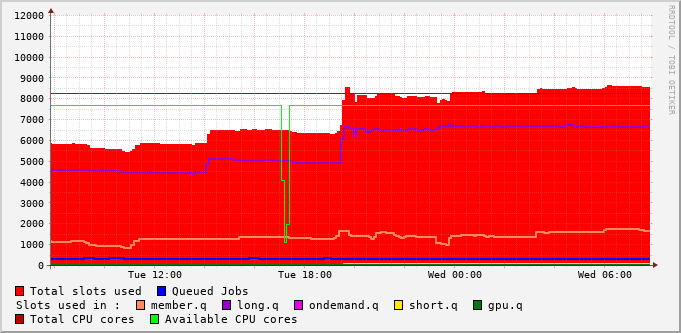 12000
11000
10000
9000
8000
7000
6000
5000
4000
3000
2000
1000
0
Tue 12:00 Tue 18:00 Wed 00:00 Wed 06:00
Total slots used Queued Jobs
Slots used in : member.q long.q ondemand.q short.q gpu.q
Total CPU cores Available CPU cores
RRDTOOL / TOBI OETIKER